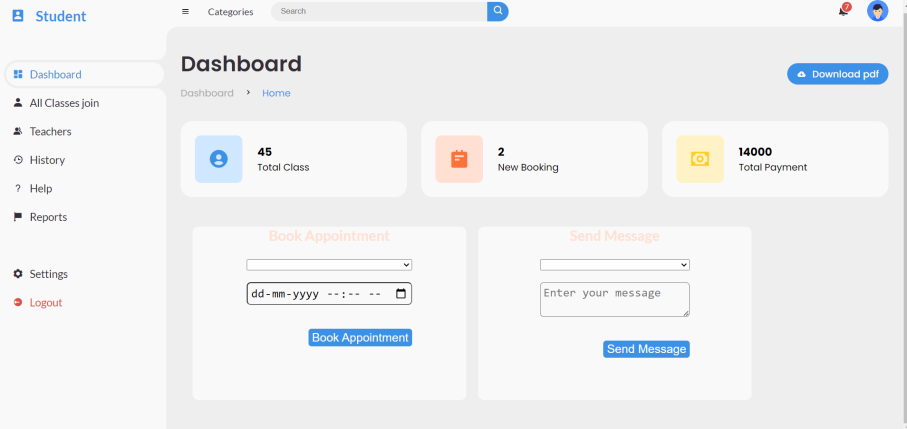 Student
Categories
Search
7
Dashboard
All Classes join
Teachers
History
Help
Reports
Settings
Logout
Dashboard
Dashboard > Home
Download pdf
45
Total Class
2
New Booking
14000
Total Payment
Book Appointment
dd-mm-yyyy --:-- --
Book Appointment
Send Message
Enter your message
Send Message